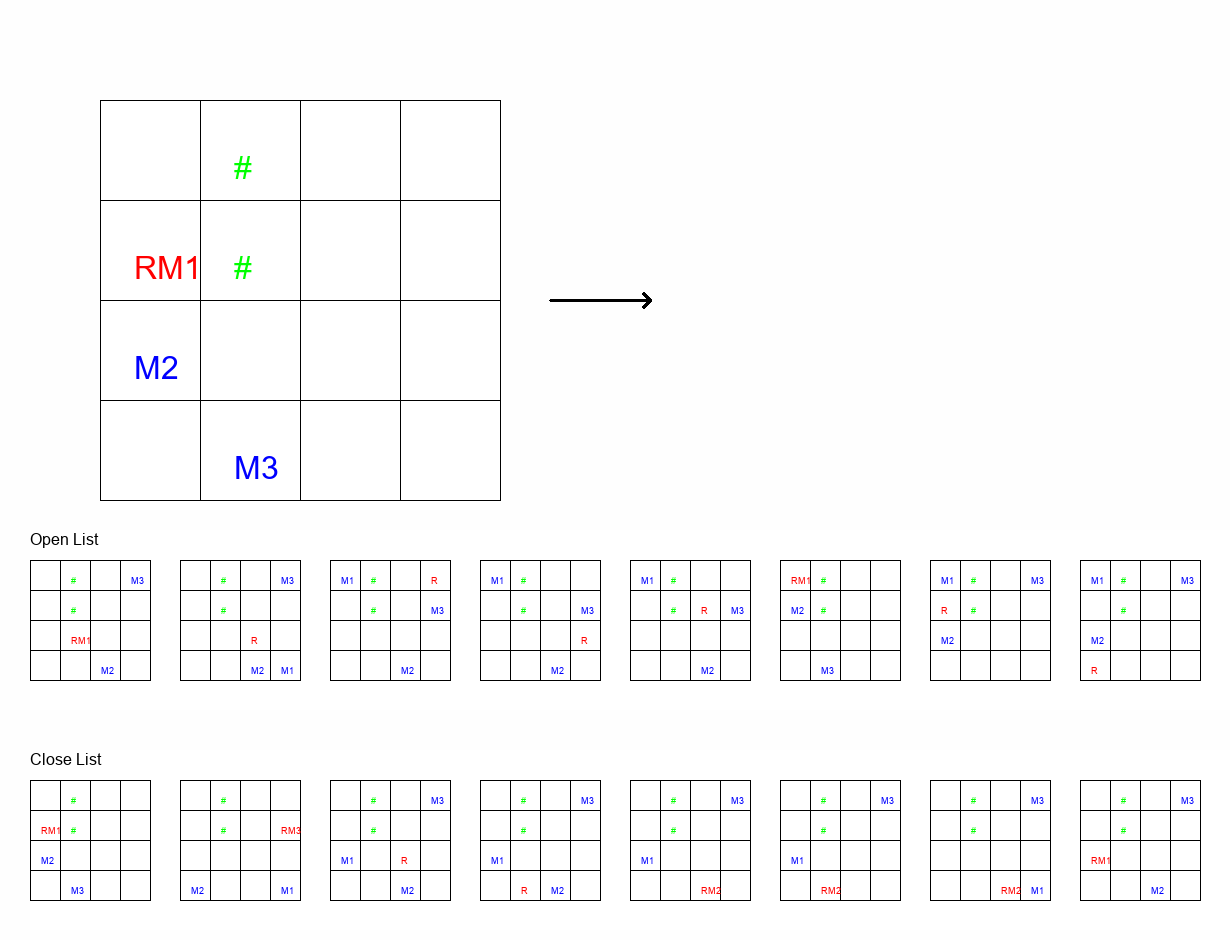 #
RM1 #
M2
M3
Open List
# M3 # M3 M1 # R M1 # M1 # RM1 # M1 # M3 M1 # M3
# # # M3 # M3 # R M3 M2 # R # #
RM1 R R M2 M2
M2 M2 M1 M2 M2 M2 M3 R
Close List
# # # M3 # M3 # M3 # M3 # M3 # M3
RM1 # # RM3 # # # # # #
M2 M1 R M1 M1 M1 RM1
M3 M2 M1 M2 R M2 RM2 RM2 RM2 M1 M2